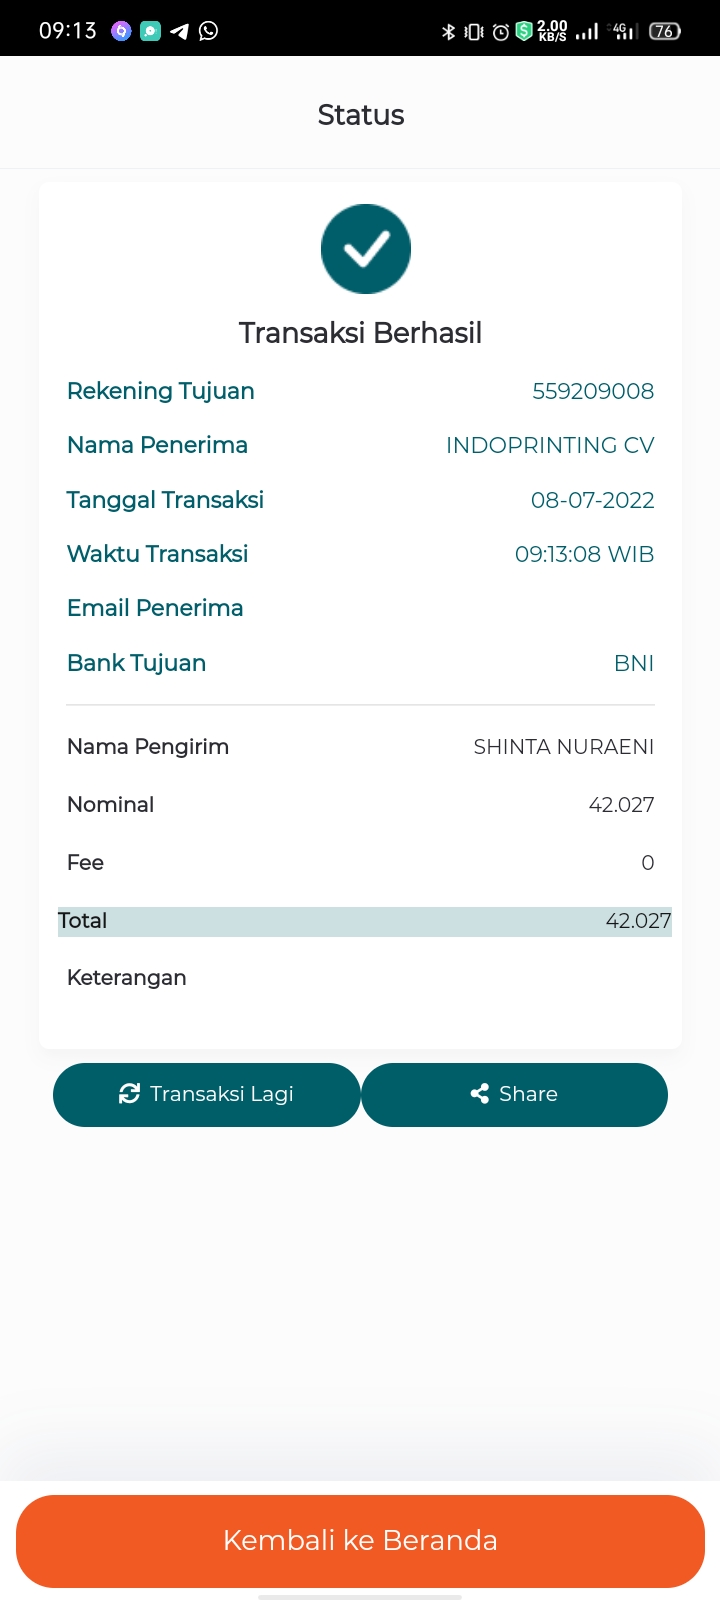 09:13
2.00
KB/S
4G
76
Status
Transaksi Berhasil
Rekening Tujuan 559209008
Nama Penerima INDOPRINTING CV
Tanggal Transaksi 08-07-2022
Waktu Transaksi 09:13:08 WIB
Email Penerima
Bank Tujuan BNI
Nama Pengirim SHINTA NURAENI
Nominal 42.027
Fee 0
Total 42.027
Keterangan
Transaksi Lagi
Share
Kembali ke Beranda